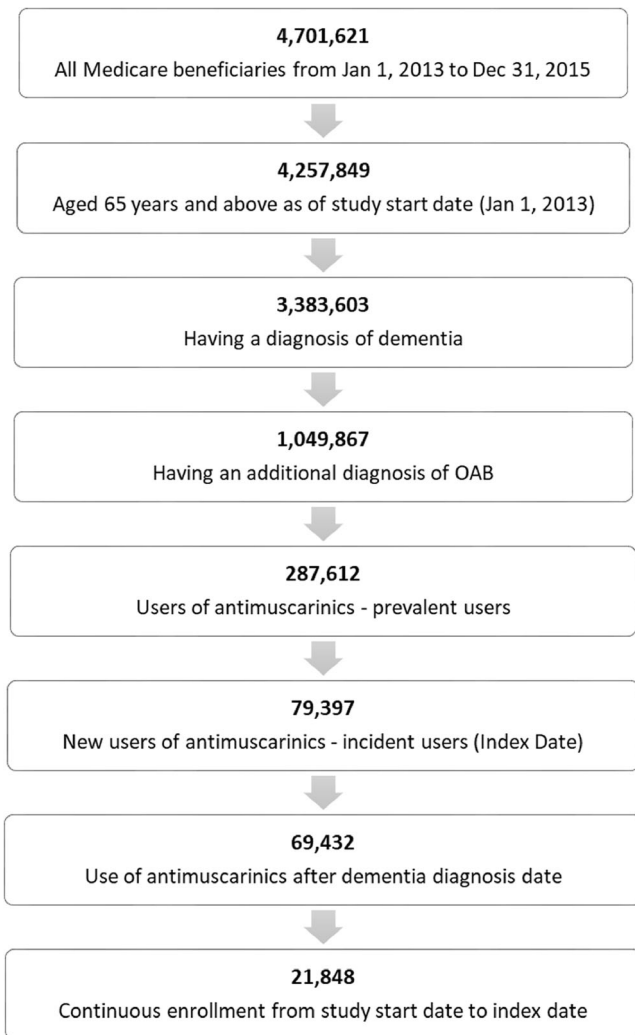 4,701,621
All Medicare beneficiaries from Jan 1, 2013 to Dec 31, 2015
4,257,849
Aged 65 years and above as of study start date (Jan 1, 2013)
3,383,603
Having a diagnosis of dementia
1,049,867
Having an additional diagnosis of OAB
287,612
Users of antimuscarinics - prevalent users
79,397
New users of antimuscarinics - incident users (Index Date)
69,432
Use of antimuscarinics after dementia diagnosis date
21,848
Continuous enrollment from study start date to index date